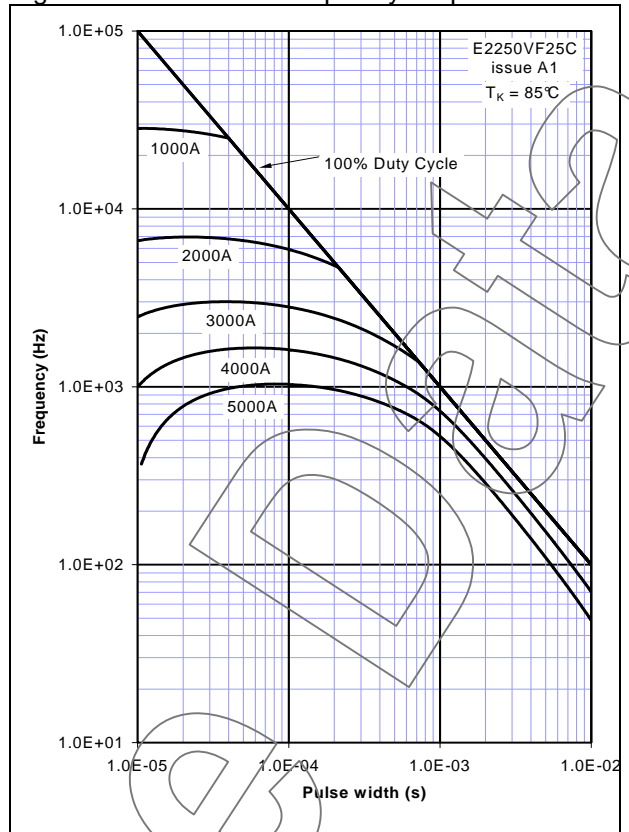 1.0E+05
E2250VF25C
issue A1
T_K = 85°C
1000A
100% Duty Cycle
1.0E+04
2000A
3000A
4000A
1.0E+03
5000A
Frequency (Hz)
1.0E+02
1.0E+01
1.0E-05
1.0E-04
1.0E-03
1.0E-02
Pulse width (s)